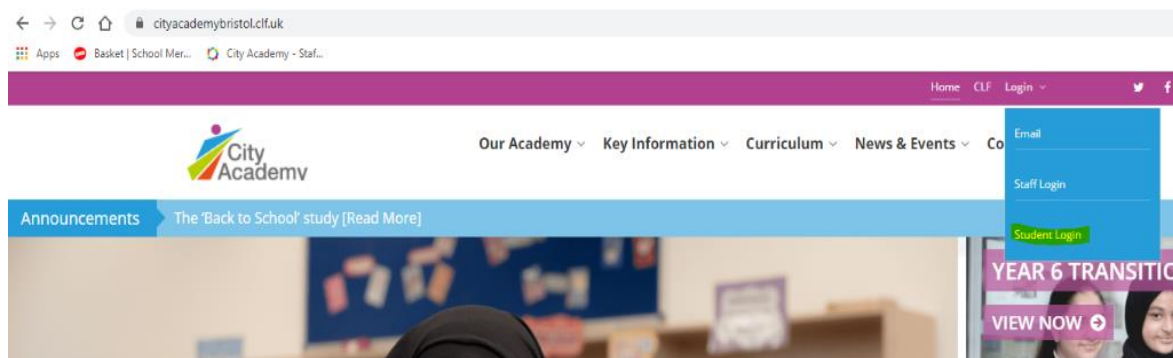 cityacademybristol.clf.uk
Apps Basket | School Mer... City Academy - Staf...
Home CLF Login
City
Academy
Our Academy Key Information Curriculum News & Events Co
Email
Staff Login
Student Login
Announcements The 'Back to School' study [Read More]
YEAR 6 TRANSITIO
VIEW NOW